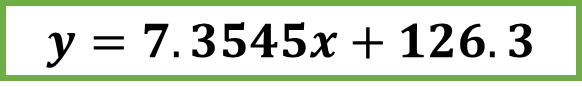 y = 7.3545x + 126.3